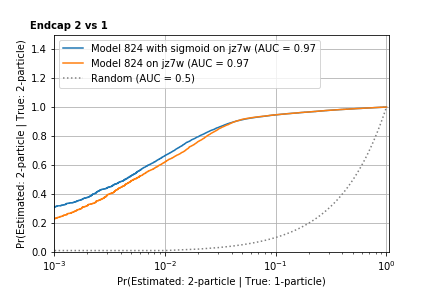 Endcap 2 vs 1
Pr(Estimated: 2-particle | True: 2-particle)
1.4
1.2
1.0
0.8
0.6
0.4
0.2
0.0
Model 824 with sigmoid on jz7w (AUC = 0.97
Model 824 on jz7w (AUC = 0.97
Random (AUC = 0.5)
10⁻³ 10⁻² 10⁻¹ 10⁰
Pr(Estimated: 2-particle | True: 1-particle)